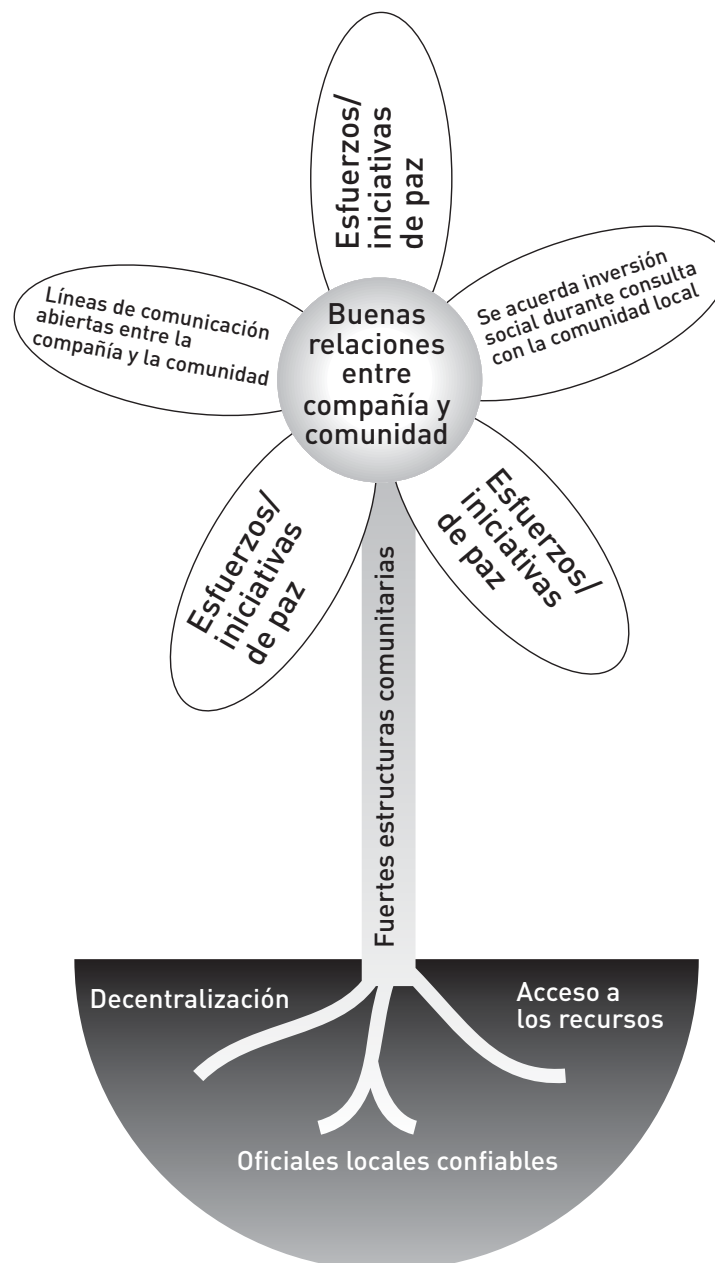 Esfuerzos/
iniciativas
de paz
Líneas de comunicación
abiertas entre la
compañía y la comunidad
Buenas
relaciones
entre
compañía y
comunidad
Se acuerda inversión
social durante consulta
con la comunidad local
Esfuerzos/
iniciativas
de paz
Esfuerzos/
iniciativas
de paz
Fuertes estructuras comunitarias
Decentralización
Acceso a
los recursos
Oficiales locales confiables